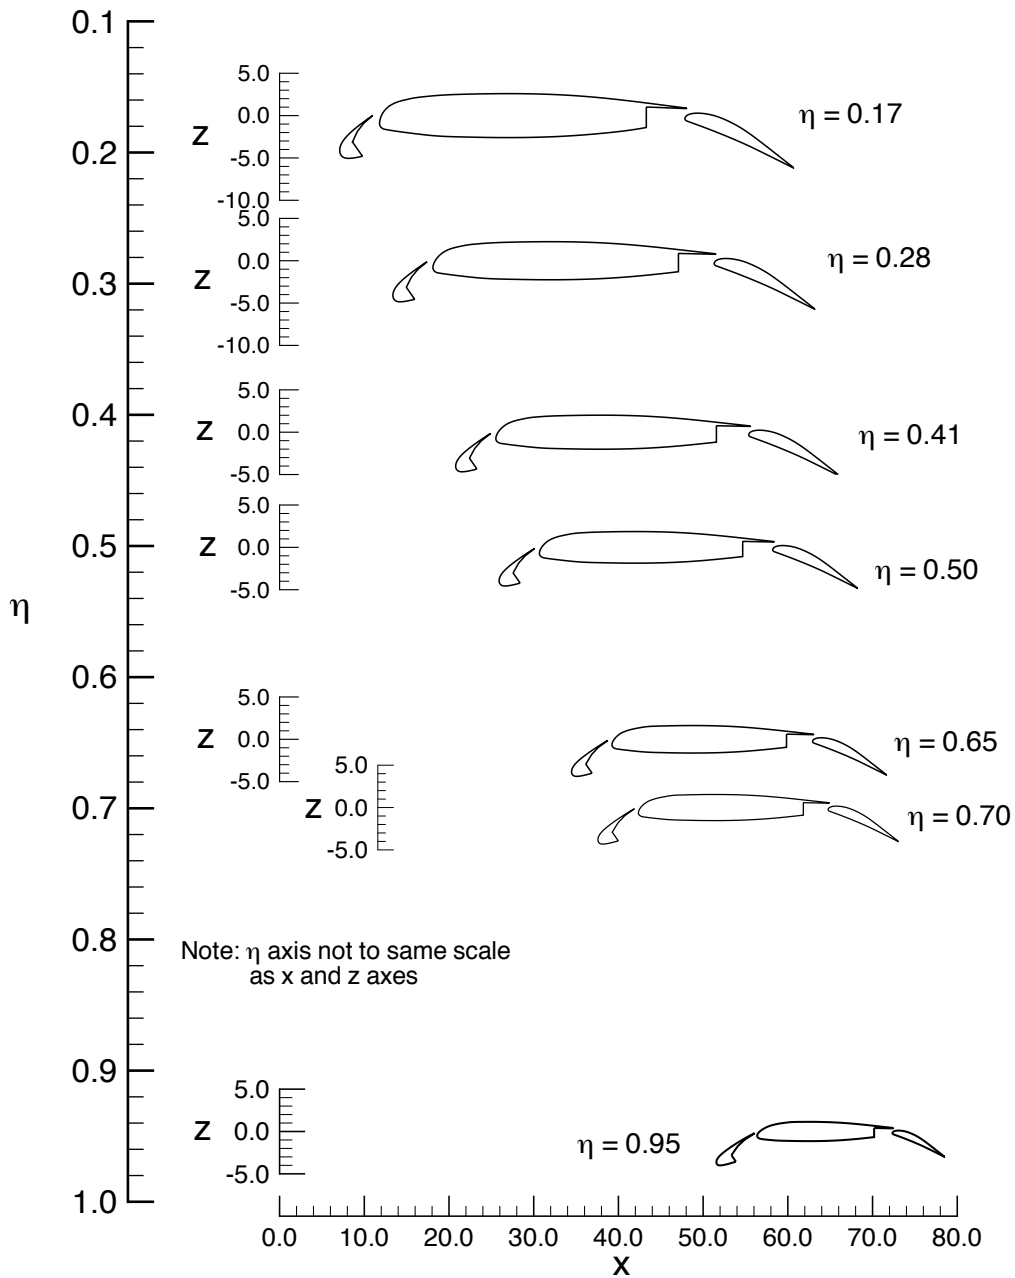 0.1
5.0
0.0
z
-5.0
-10.0
η = 0.17
0.2
5.0
0.0
z
-5.0
-10.0
η = 0.28
0.3
0.4
5.0
z
0.0
-5.0
η = 0.41
0.5
5.0
z
0.0
-5.0
η = 0.50
η
0.6
5.0
z
0.0
-5.0
η = 0.65
0.7
5.0
z
0.0
-5.0
η = 0.70
0.8
Note: η axis not to same scale
as x and z axes
0.9
5.0
z
0.0
-5.0
η = 0.95
1.0
0.0 10.0 20.0 30.0 40.0 50.0 60.0 70.0 80.0
x